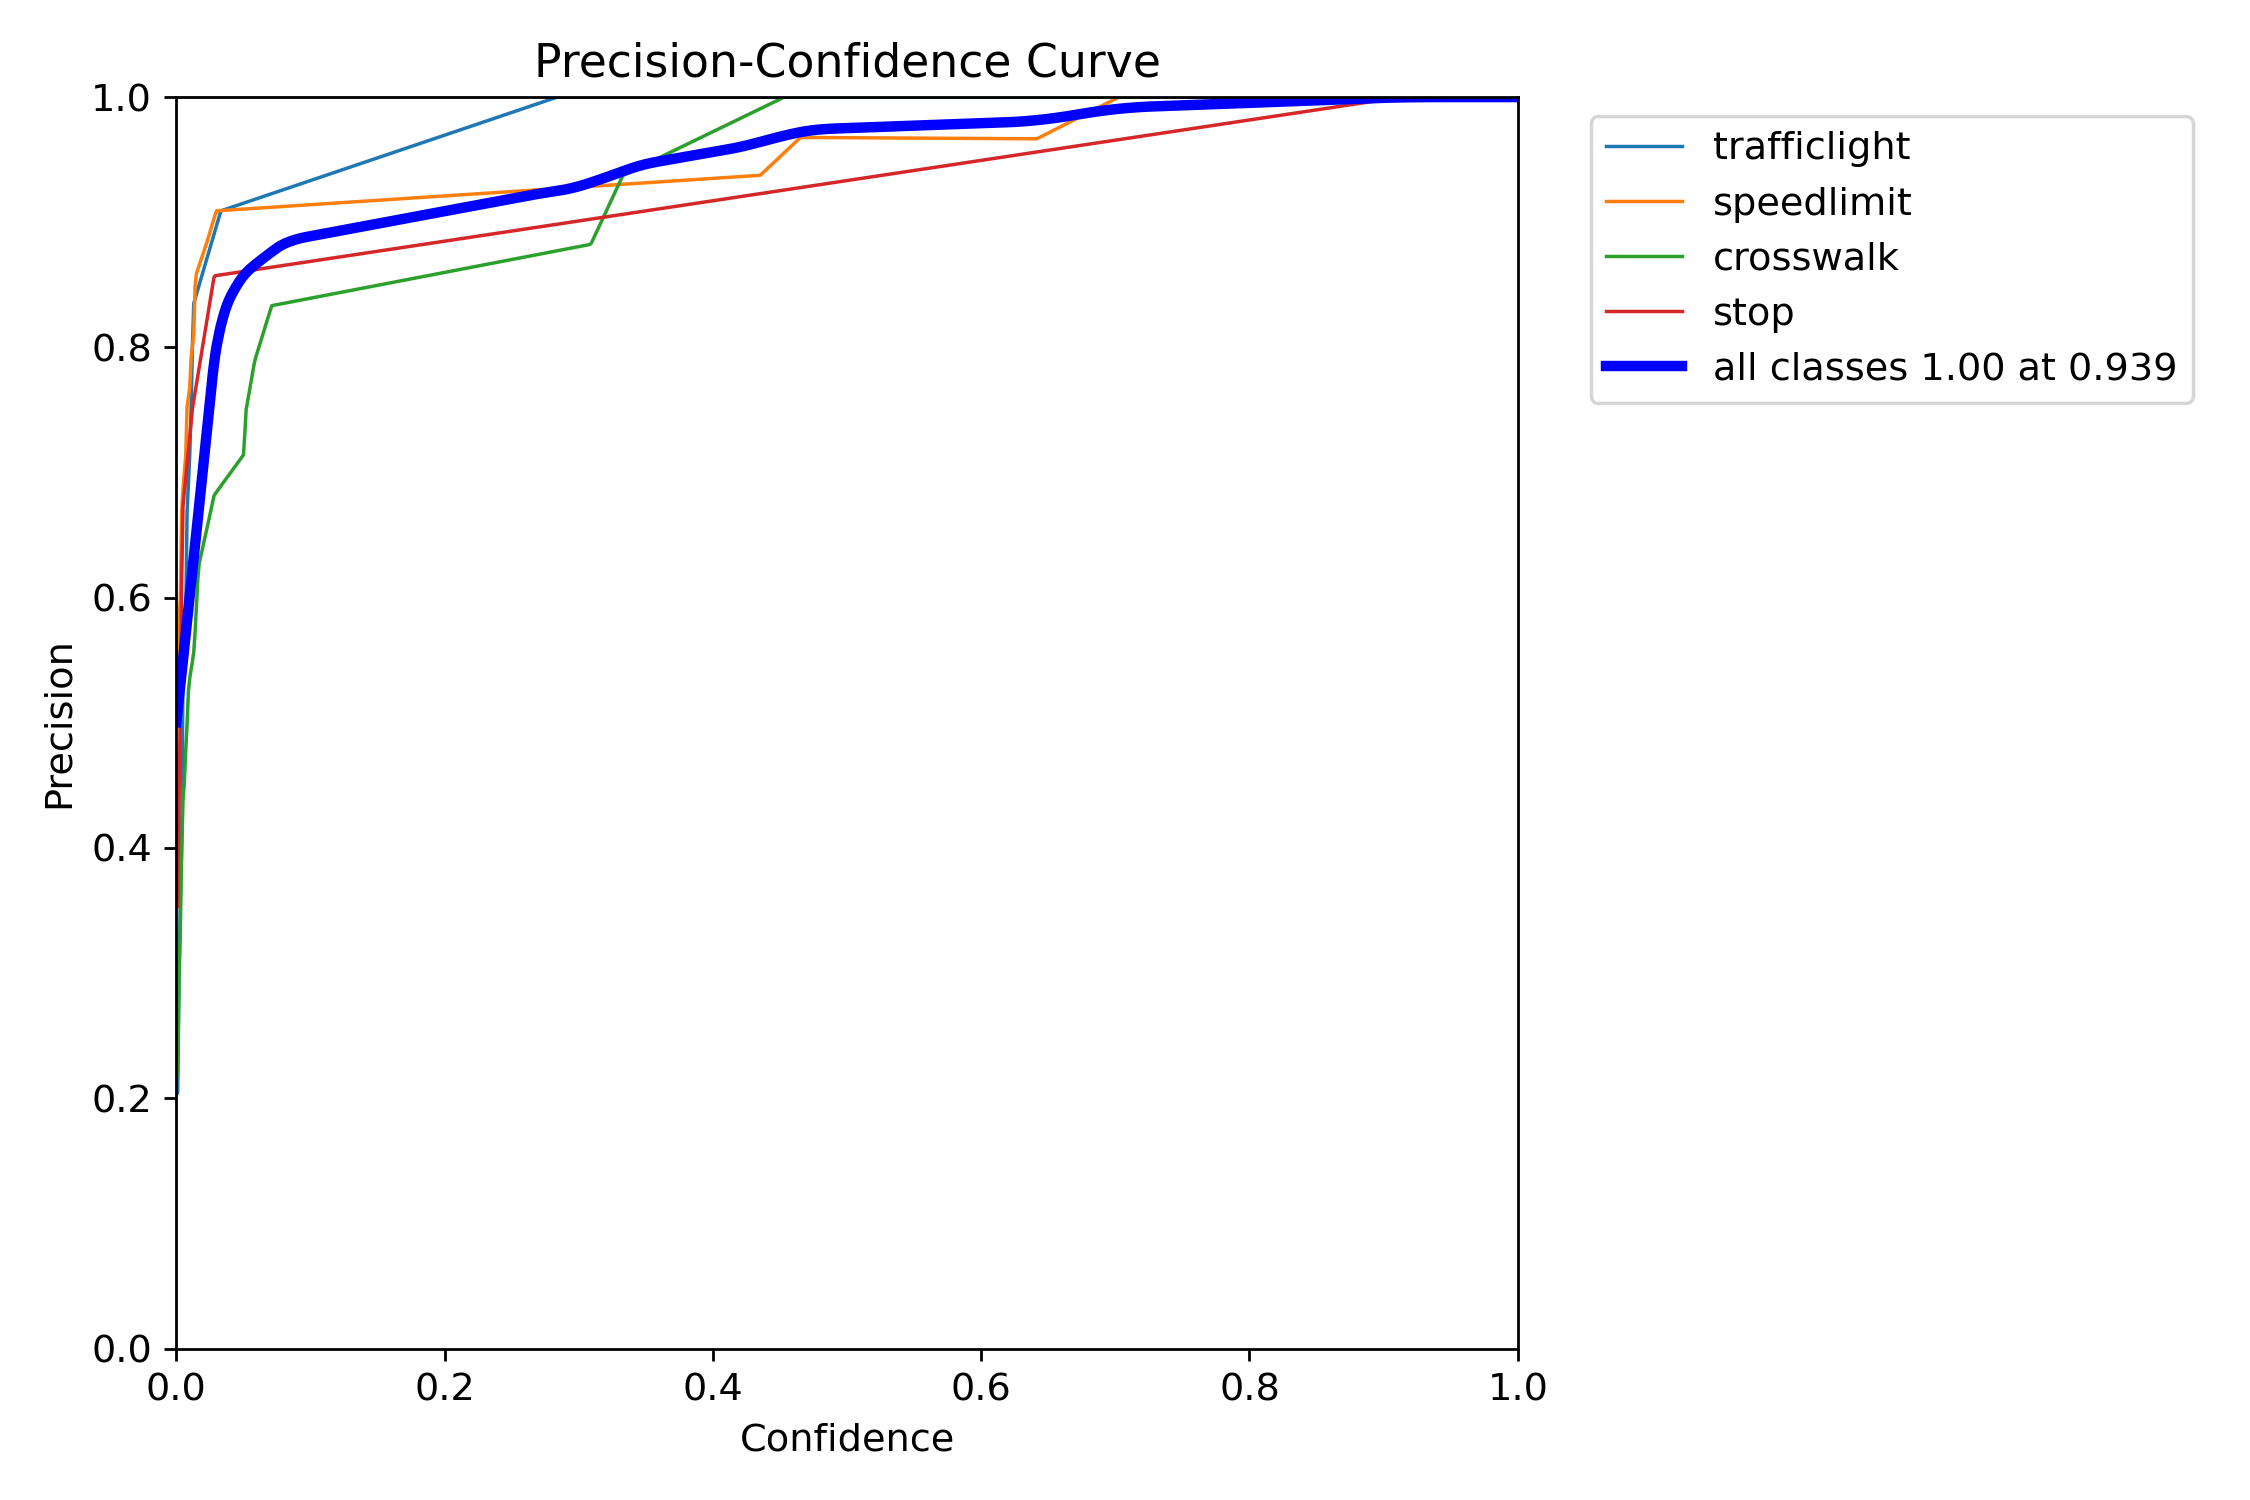 Precision-Confidence Curve
1.0
0.8
0.6
0.4
0.2
0.0
Precision
0.0 0.2 0.4 0.6 0.8 1.0
Confidence
trafficlight
speedlimit
crosswalk
stop
all classes 1.00 at 0.939